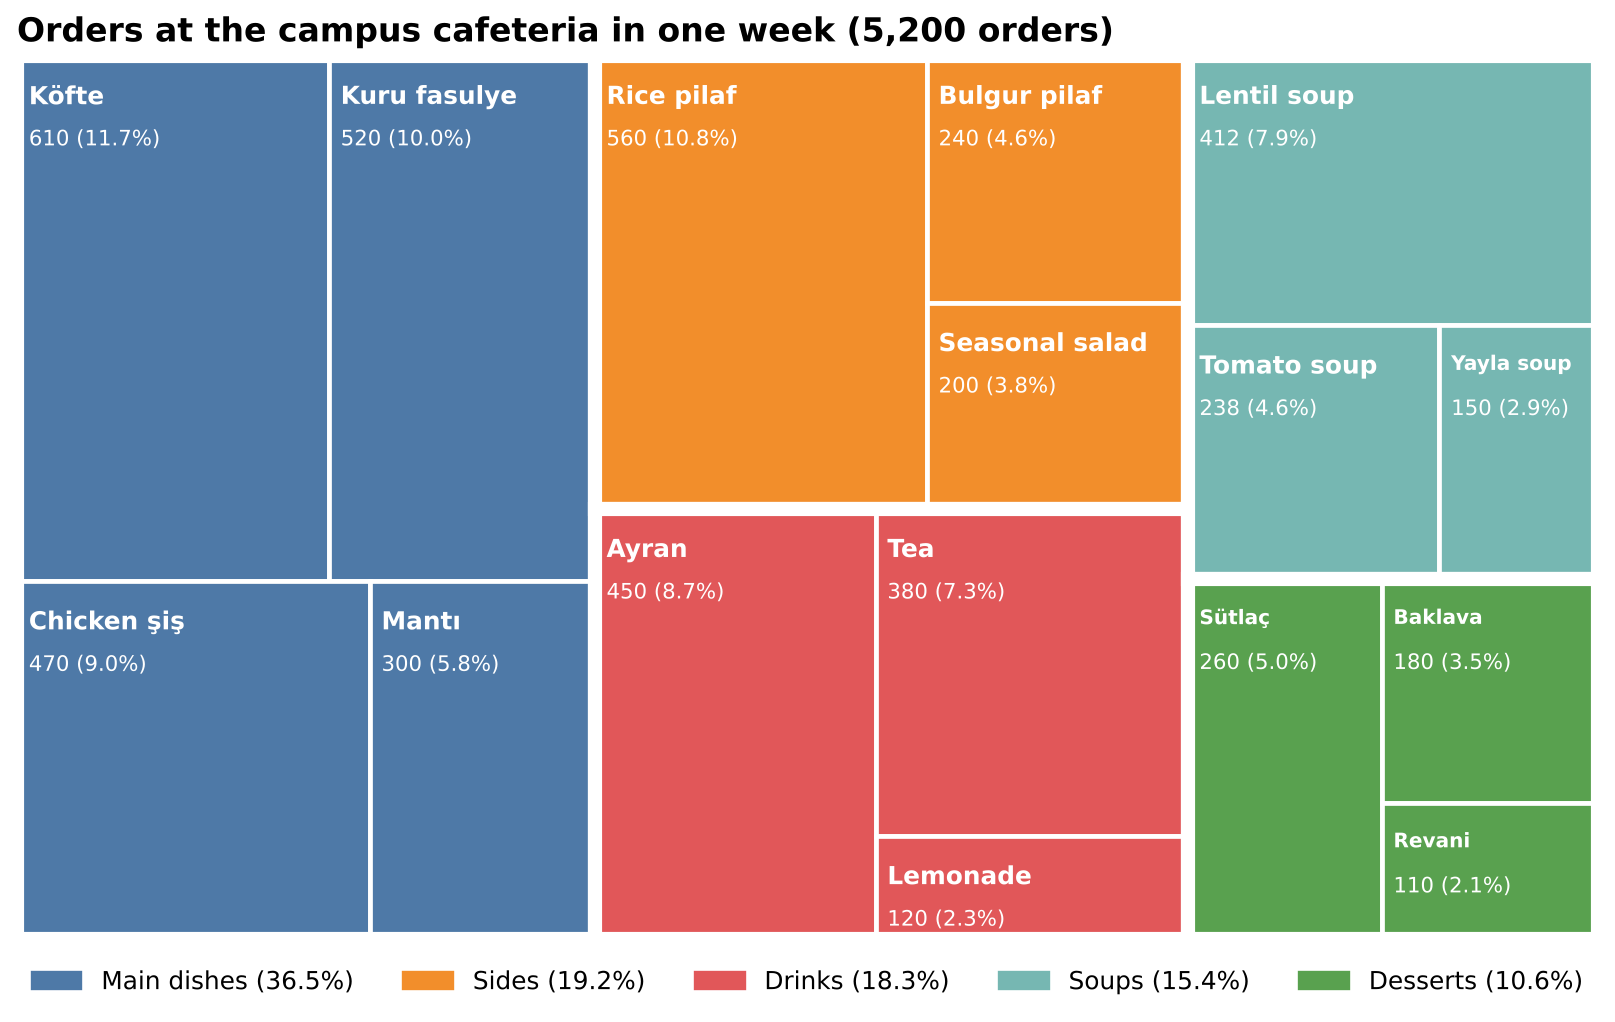 Orders at the campus cafeteria in one week (5,200 orders)
Köfte
610 (11.7%)
Kuru fasulye
520 (10.0%)
Chicken şiş
470 (9.0%)
Mantı
300 (5.8%)
Rice pilaf
560 (10.8%)
Bulgur pilaf
240 (4.6%)
Seasonal salad
200 (3.8%)
Ayran
450 (8.7%)
Tea
380 (7.3%)
Lemonade
120 (2.3%)
Lentil soup
412 (7.9%)
Tomato soup
238 (4.6%)
Yayla soup
150 (2.9%)
Sütlaç
260 (5.0%)
Baklava
180 (3.5%)
Revani
110 (2.1%)
Main dishes (36.5%)
Sides (19.2%)
Drinks (18.3%)
Soups (15.4%)
Desserts (10.6%)